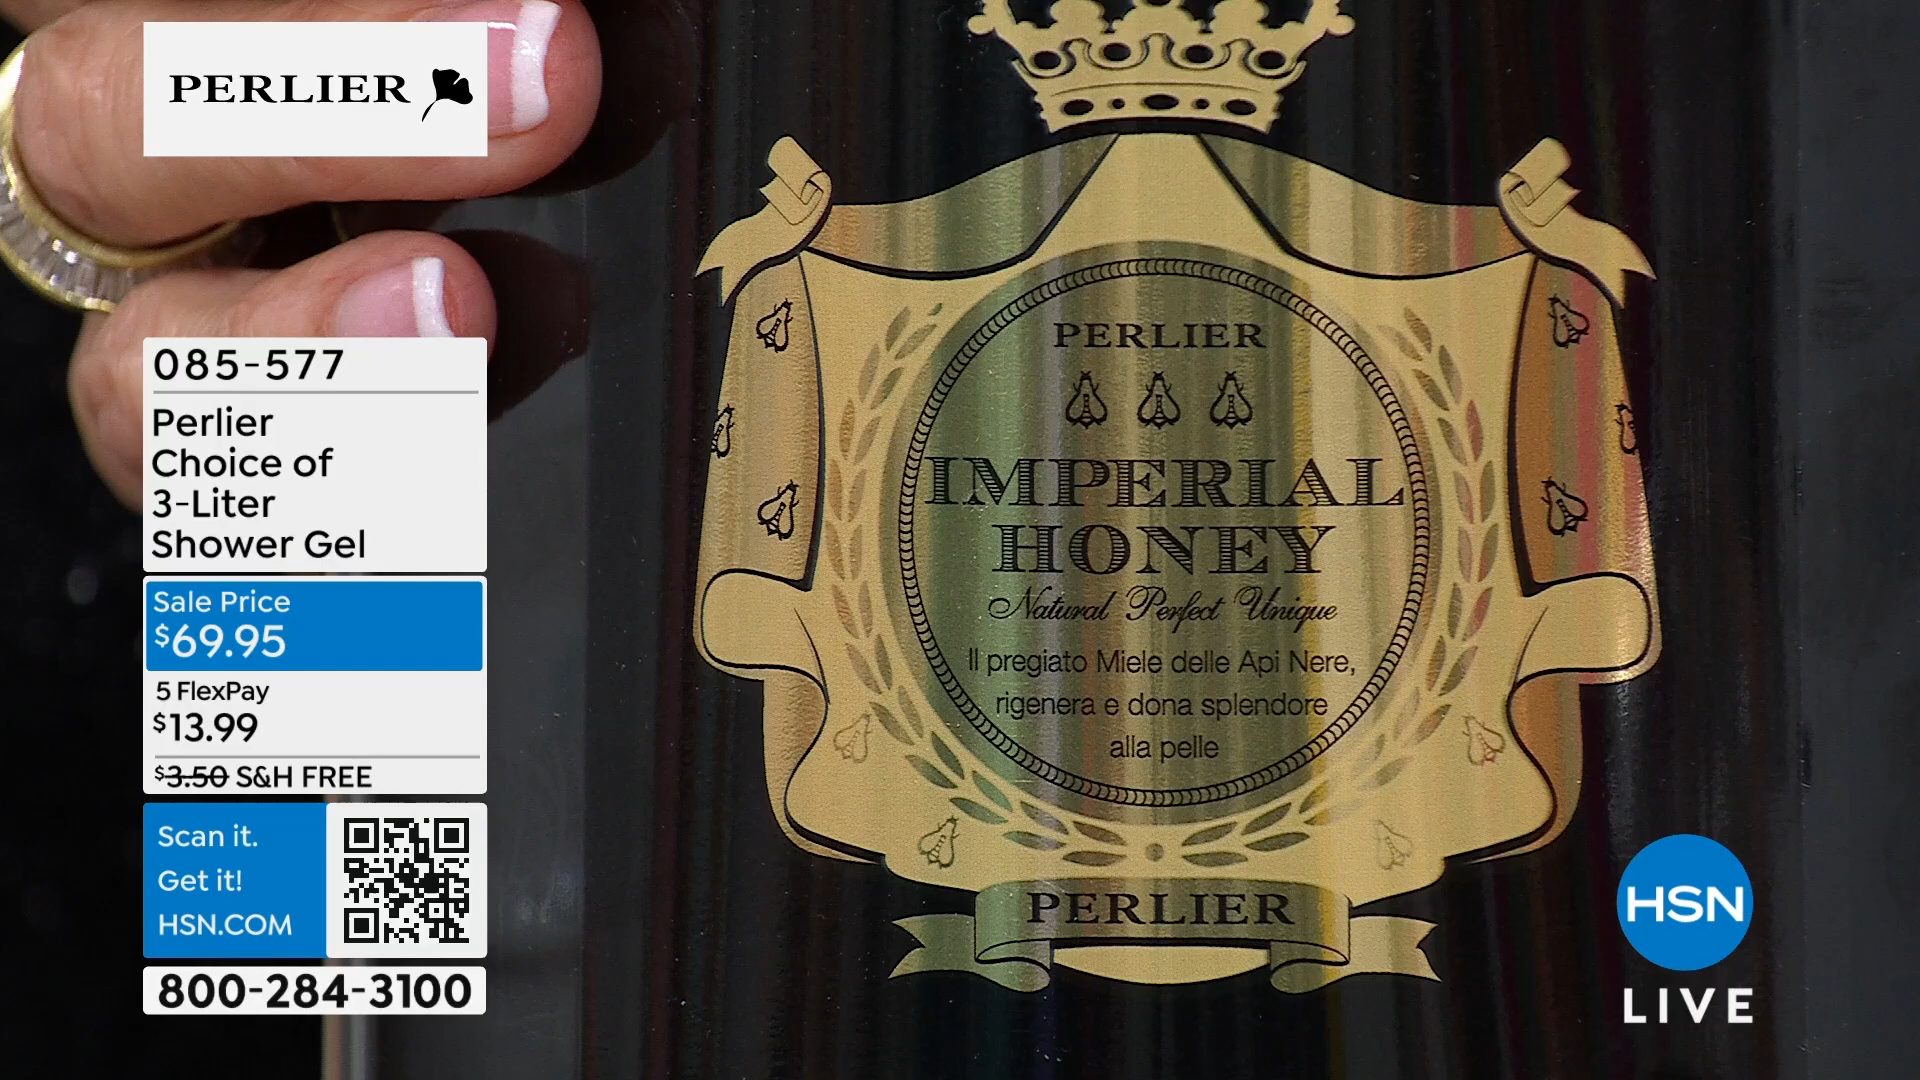 PERLIER
085-577
Perlier
Choice of
3-Liter
Shower Gel
Sale Price
$69.95
5 FlexPay
$13.99
$3.50 S&H FREE
Scan it.
Get it!
HSN.COM
800-284-3100
PERLIER
IMPERIAL
HONEY
Natural Perfect Unique
Il pregiato Miele delle Api Nere,
rigenera e dona splendore
alla pelle
PERLIER
HSN
LIVE